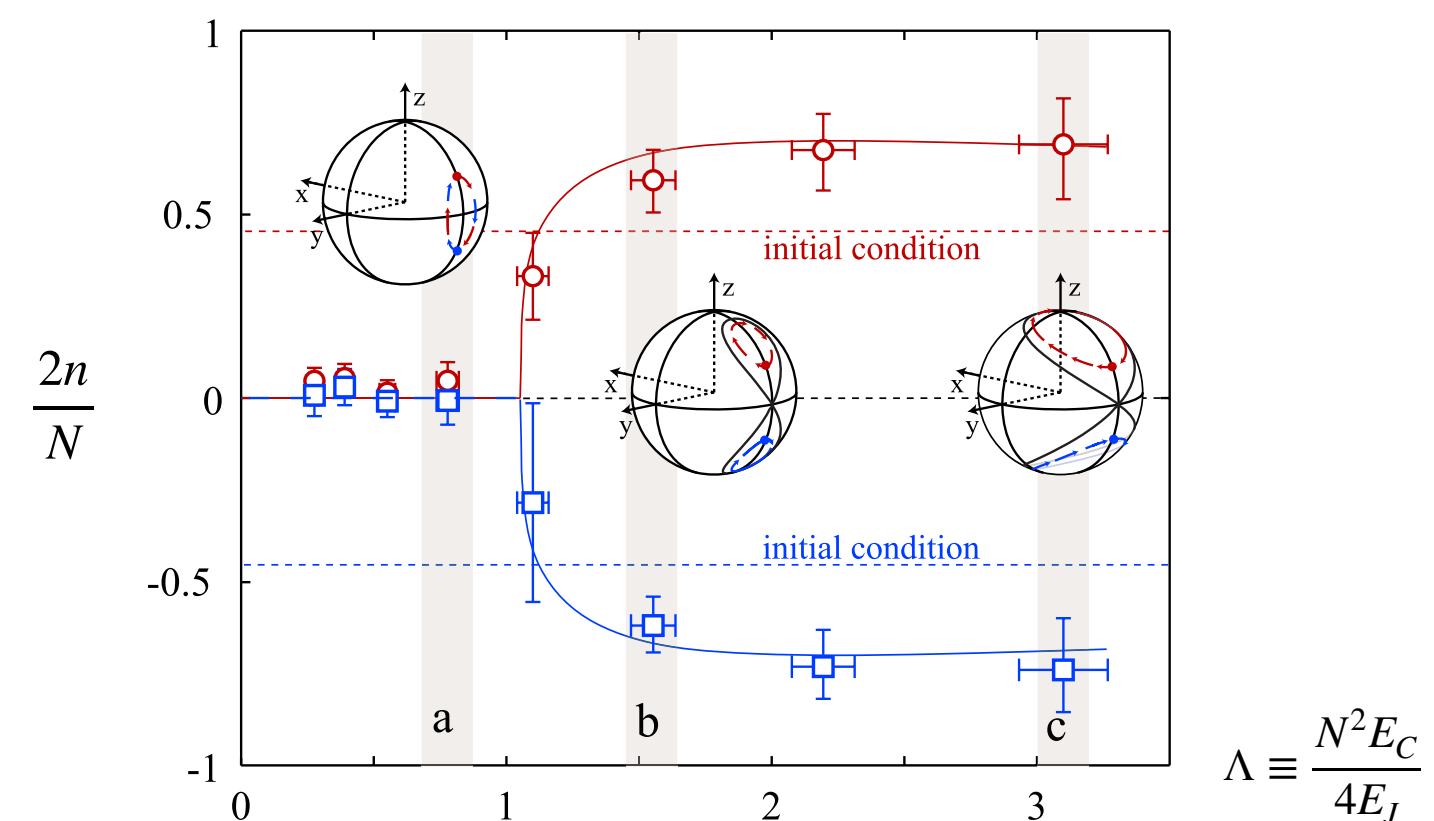 1
z
x
y
0.5
initial condition
z
x
y
z
x
y
2n
N
0
initial condition
-0.5
a
b
c
-1
0
1
2
3
Λ ≡ N²E_C
4E_J